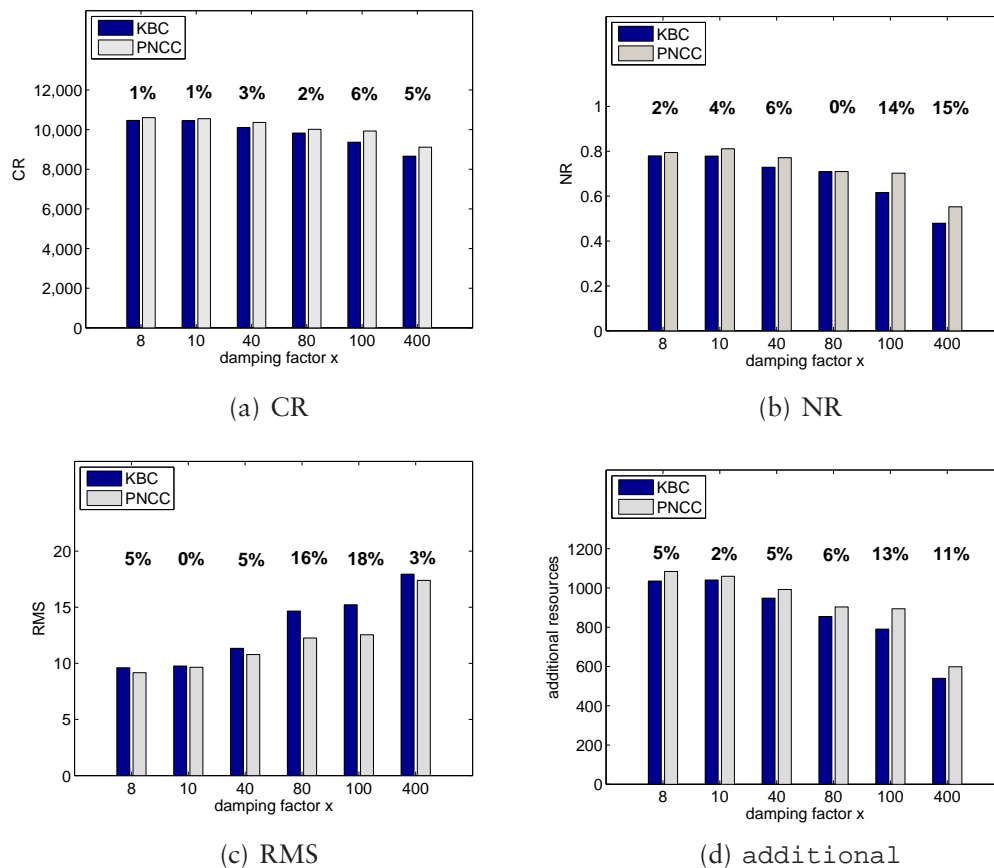 KBC
PNCC
12,000
10,000
8,000
6,000
4,000
2,000
0
CR
1% 1% 3% 2% 6% 5%
8 10 40 80 100 400
damping factor x
(a) CR
KBC
PNCC
1
0.8
0.6
0.4
0.2
0
NR
2% 4% 6% 0% 14% 15%
8 10 40 80 100 400
damping factor x
(b) NR
KBC
PNCC
20
15
10
5
0
RMS
5% 0% 5% 16% 18% 3%
8 10 40 80 100 400
damping factor x
(c) RMS
KBC
PNCC
1200
1000
800
600
400
200
0
additional resources
5% 2% 5% 6% 13% 11%
8 10 40 80 100 400
damping factor x
(d) additional